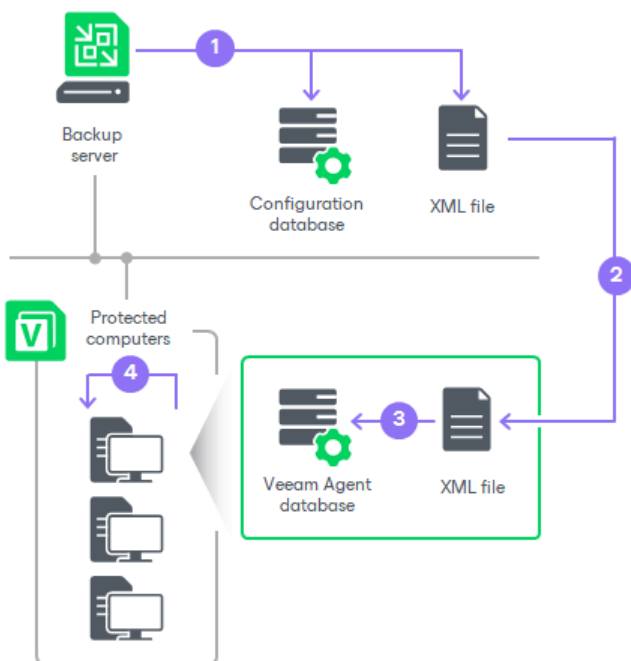 1
Backup
server
Configuration
database
XML file
2
V
Protected
computers
4
3
Veeam Agent
database
XML file